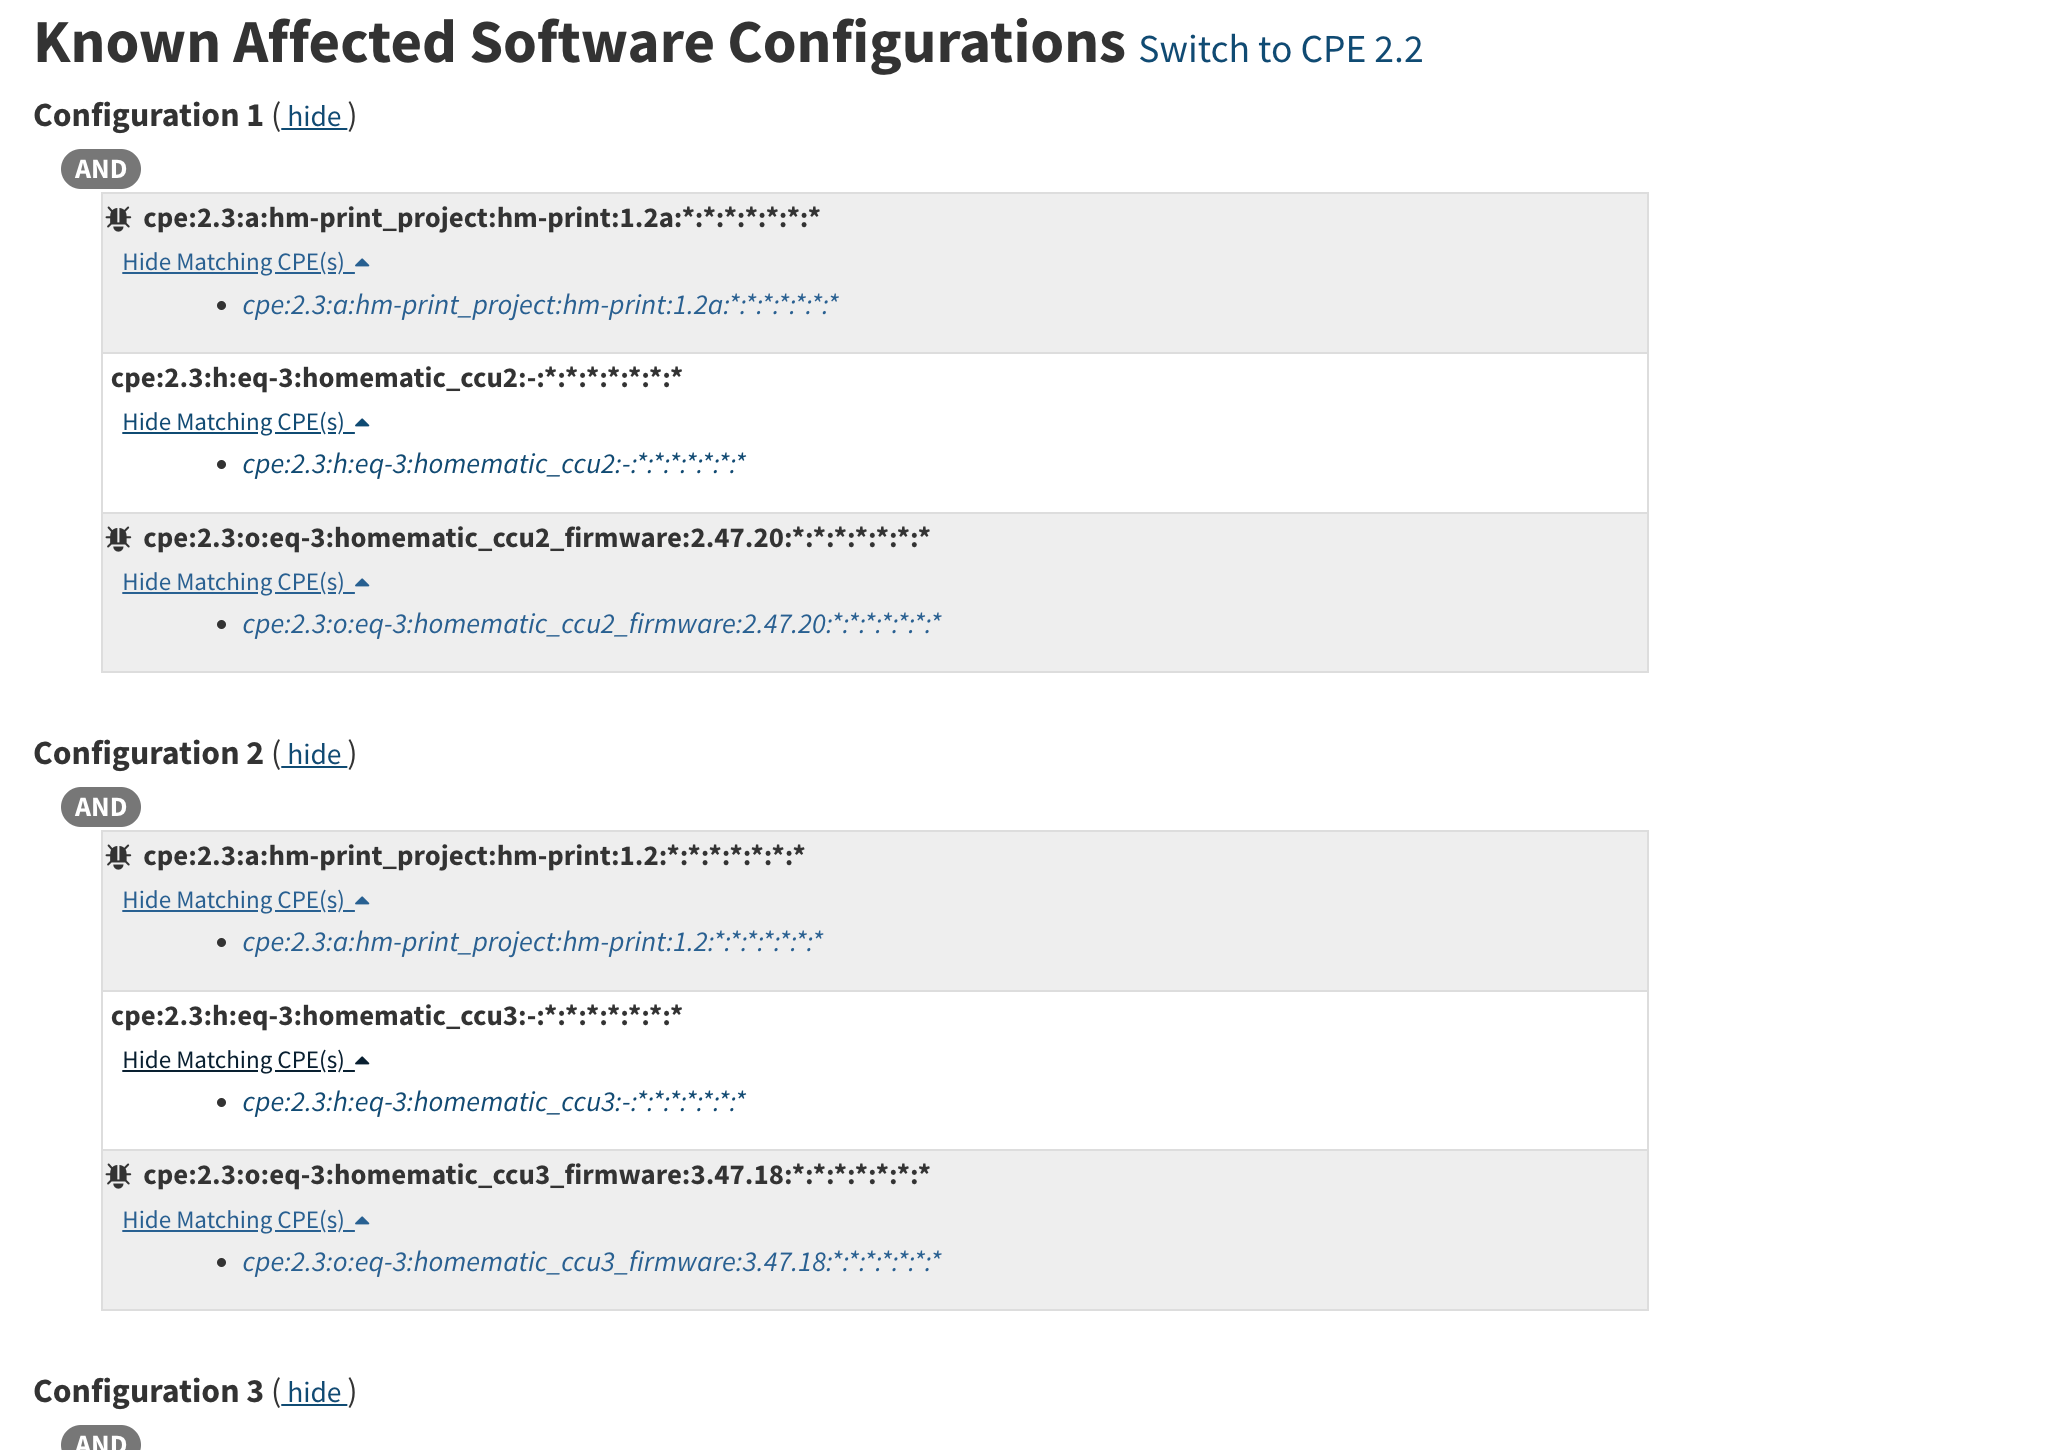 Known Affected Software Configurations Switch to CPE 2.2
Configuration 1 ( hide )
AND
cpe:2.3:a:hm-print_project:hm-print:1.2a:*:*:*:*:*:*:*
Hide Matching CPE(s)
• cpe:2.3:a:hm-print_project:hm-print:1.2a:*:*:*:*:*:*:*
cpe:2.3:h:eq-3:homematic_ccu2:-:*:*:*:*:*:*:*
Hide Matching CPE(s)
• cpe:2.3:h:eq-3:homematic_ccu2:-:*:*:*:*:*:*:*
cpe:2.3:o:eq-3:homematic_ccu2_firmware:2.47.20:*:*:*:*:*:*:*
Hide Matching CPE(s)
• cpe:2.3:o:eq-3:homematic_ccu2_firmware:2.47.20:*:*:*:*:*:*:*
Configuration 2 ( hide )
AND
cpe:2.3:a:hm-print_project:hm-print:1.2:*:*:*:*:*:*:*
Hide Matching CPE(s)
• cpe:2.3:a:hm-print_project:hm-print:1.2:*:*:*:*:*:*:*
cpe:2.3:h:eq-3:homematic_ccu3:-:*:*:*:*:*:*:*
Hide Matching CPE(s)
• cpe:2.3:h:eq-3:homematic_ccu3:-:*:*:*:*:*:*:*
cpe:2.3:o:eq-3:homematic_ccu3_firmware:3.47.18:*:*:*:*:*:*:*
Hide Matching CPE(s)
• cpe:2.3:o:eq-3:homematic_ccu3_firmware:3.47.18:*:*:*:*:*:*:*
Configuration 3 ( hide )
AND